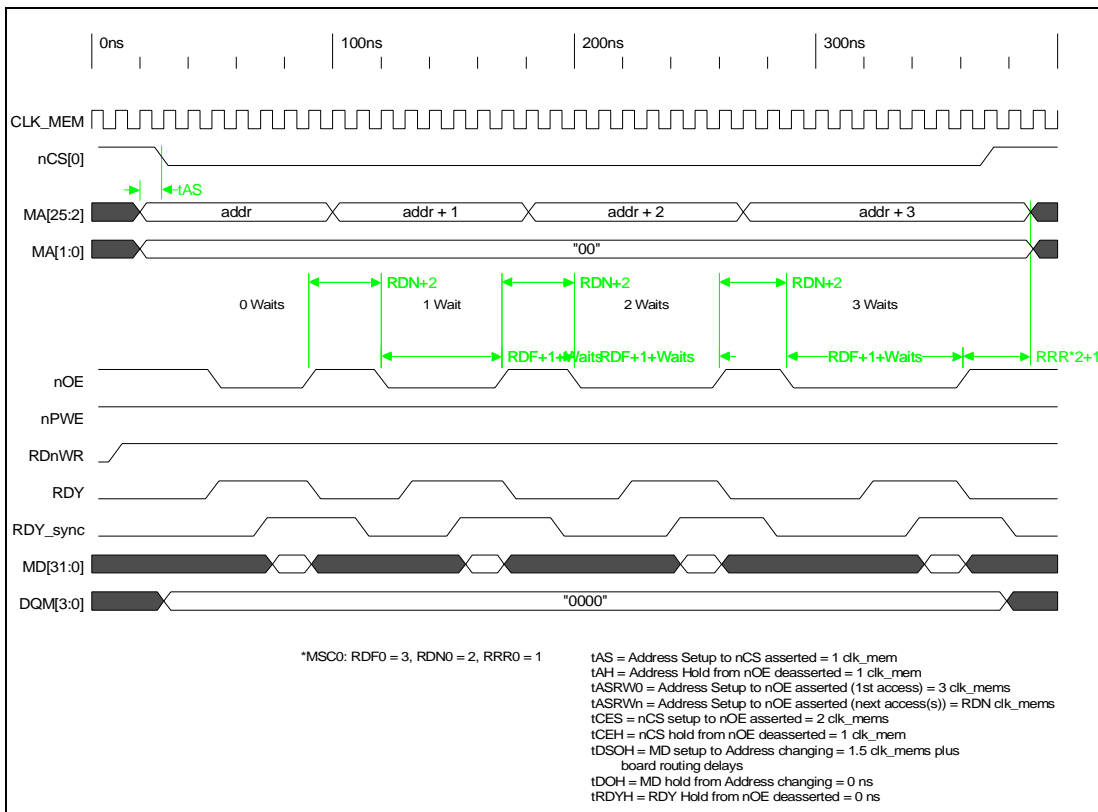 0ns 100ns 200ns 300ns
CLK_MEM
nCS[0]
tAS
MA[25:2] addr addr + 1 addr + 2 addr + 3
MA[1:0] "00"
RDN+2 RDN+2 RDN+2
0 Waits 1 Wait 2 Waits 3 Waits
RDF+1+Waits RDF+1+Waits RDF+1+Waits RRR*2+1
nOE
nPWE
RDnWR
RDY
RDY_sync
MD[31:0]
DQM[3:0] "0000"
*MSC0: RDF0 = 3, RDN0 = 2, RRR0 = 1
tAS = Address Setup to nCS asserted = 1 clk_mem
tAH = Address Hold from nOE deasserted = 1 clk_mem
tASRW0 = Address Setup to nOE asserted (1st access) = 3 clk_mems
tASRWn = Address Setup to nOE asserted (next access(s)) = RDN clk_mems
tCES = nCS setup to nOE asserted = 2 clk_mems
tCEH = nCS hold from nOE deasserted = 1 clk_mem
tDSOH = MD setup to Address changing = 1.5 clk_mems plus
board routing delays
tDOH = MD hold from Address changing = 0 ns
tRDYH = RDY Hold from nOE deasserted = 0 ns